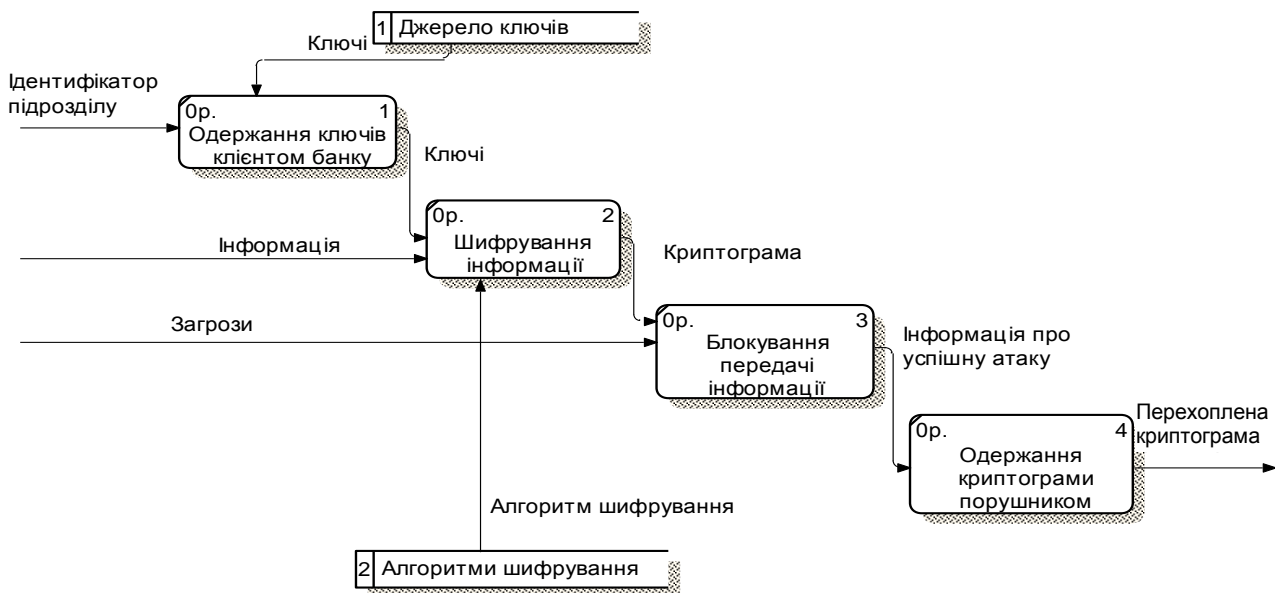 1 Джерело ключів
Ключі
Ідентифікатор
підрозділу
0р. 1
Одержання ключів
клієнтом банку
Ключі
0р. 2
Шифрування
інформації
Інформація
Криптограма
Загрози
0р. 3
Блокування
передачі
інформації
Інформація про
успішну атаку
0р. 4
Одержання
криптограми
порушником
Перехоплена
криптограма
Алгоритм шифрування
2 Алгоритми шифрування